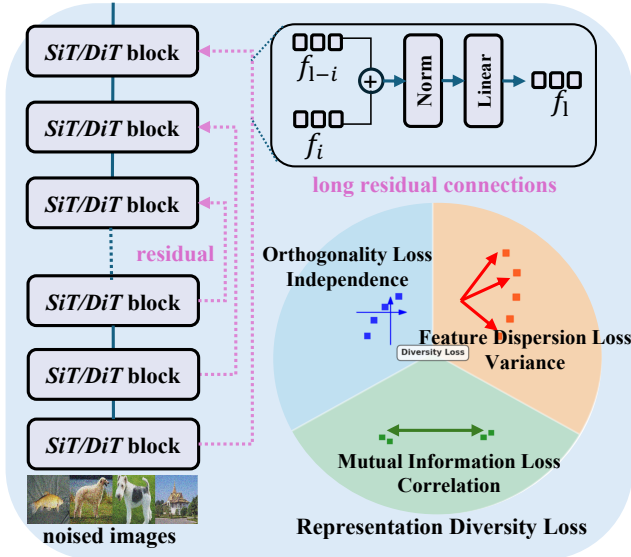 SiT/DiT block
SiT/DiT block
SiT/DiT block
residual
SiT/DiT block
SiT/DiT block
SiT/DiT block
noised images
f_{l-i}
f_i
+
Norm
Linear
f_l
long residual connections
Orthogonality Loss
Independence
Feature Dispersion Loss
Variance
Diversity Loss
Mutual Information Loss
Correlation
Representation Diversity Loss